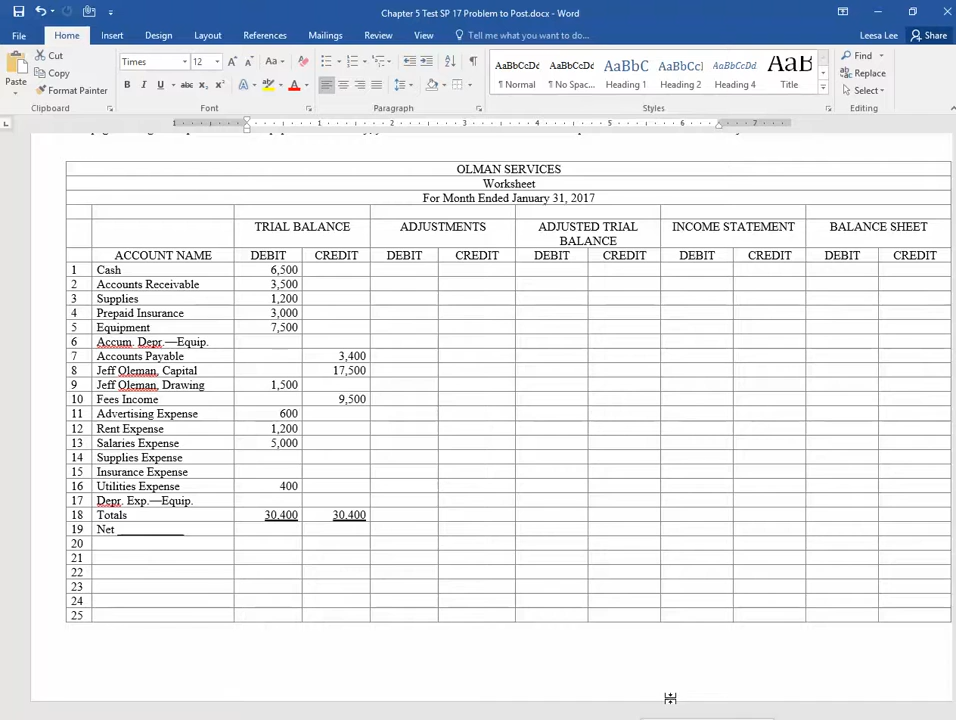 Chapter 5 Test SP 17 Problem to Post.docx - Word
File Home Insert Design Layout References Mailings Review View Tell me what you want to do... Leesa Lee Share
Paste Cut Copy Format Painter
Times 12
AaBbCcDc AaBbCcDc AaBbC AaBbCc] AaBbCcDd AaB
¶ Normal ¶ No Spac... Heading 1 Heading 2 Heading 4 Title
Find Replace Select
Clipboard Font Paragraph Styles Editing
OLMAN SERVICES
Worksheet
For Month Ended January 31, 2017
TRIAL BALANCE ADJUSTMENTS ADJUSTED TRIAL BALANCE INCOME STATEMENT BALANCE SHEET
ACCOUNT NAME DEBIT CREDIT DEBIT CREDIT DEBIT CREDIT DEBIT CREDIT DEBIT CREDIT
1 Cash 6,500
2 Accounts Receivable 3,500
3 Supplies 1,200
4 Prepaid Insurance 3,000
5 Equipment 7,500
6 Accum. Depr.—Equip.
7 Accounts Payable 3,400
8 Jeff Oleman, Capital 17,500
9 Jeff Oleman, Drawing 1,500
10 Fees Income 9,500
11 Advertising Expense 600
12 Rent Expense 1,200
13 Salaries Expense 5,000
14 Supplies Expense
15 Insurance Expense
16 Utilities Expense 400
17 Depr. Exp.—Equip.
18 Totals 30,400 30,400
19 Net ____________
20
21
22
23
24
25